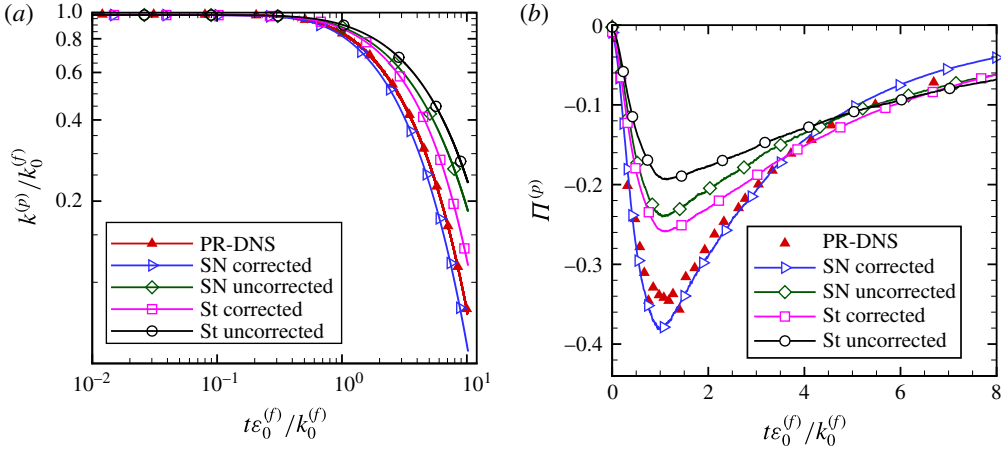 (a)
1.0
0.8
0.6
0.4
0.2
k^(p)/k_0^(f)
PR-DNS
SN corrected
SN uncorrected
St corrected
St uncorrected
10^−2
10^−1
10^0
10^1
tε_0^(f)/k_0^(f)
(b)
0
−0.1
−0.2
−0.3
−0.4
Π^(p)
PR-DNS
SN corrected
SN uncorrected
St corrected
St uncorrected
0
2
4
6
8
tε_0^(f)/k_0^(f)